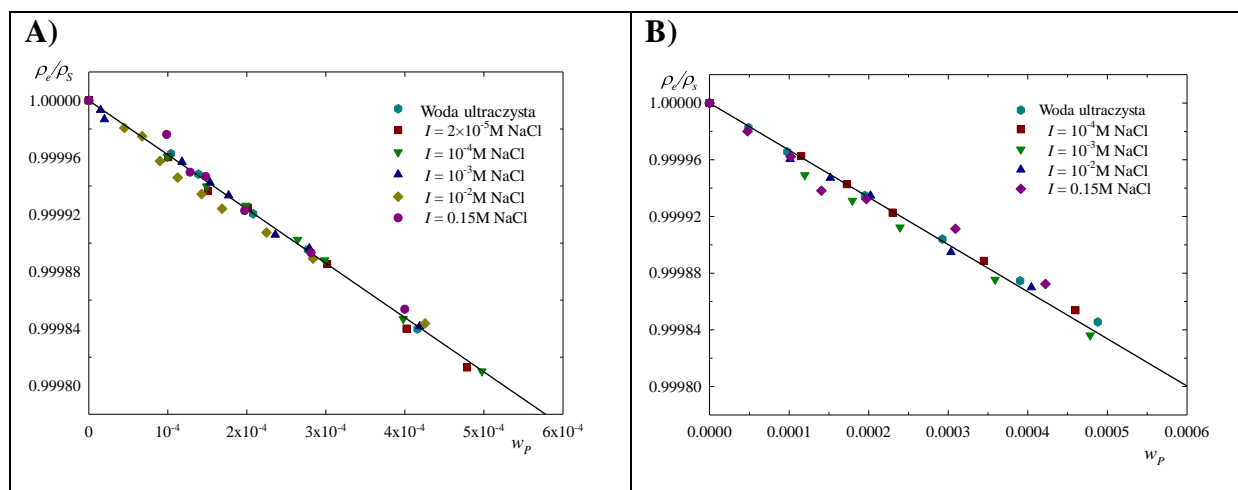 A)
ρe/ρS
1.00000
0.99996
0.99992
0.99988
0.99984
0.99980
0
10-4
2x10-4
3x10-4
4x10-4
5x10-4
6x10-4
wP
Woda ultraczysta
I = 2×10-5M NaCl
I = 10-4M NaCl
I = 10-3M NaCl
I = 10-2M NaCl
I = 0.15M NaCl
B)
ρe/ρs
1.00000
0.99996
0.99992
0.99988
0.99984
0.99980
0.0000
0.0001
0.0002
0.0003
0.0004
0.0005
0.0006
wP
Woda ultraczysta
I = 10-4M NaCl
I = 10-3M NaCl
I = 10-2M NaCl
I = 0.15M NaCl